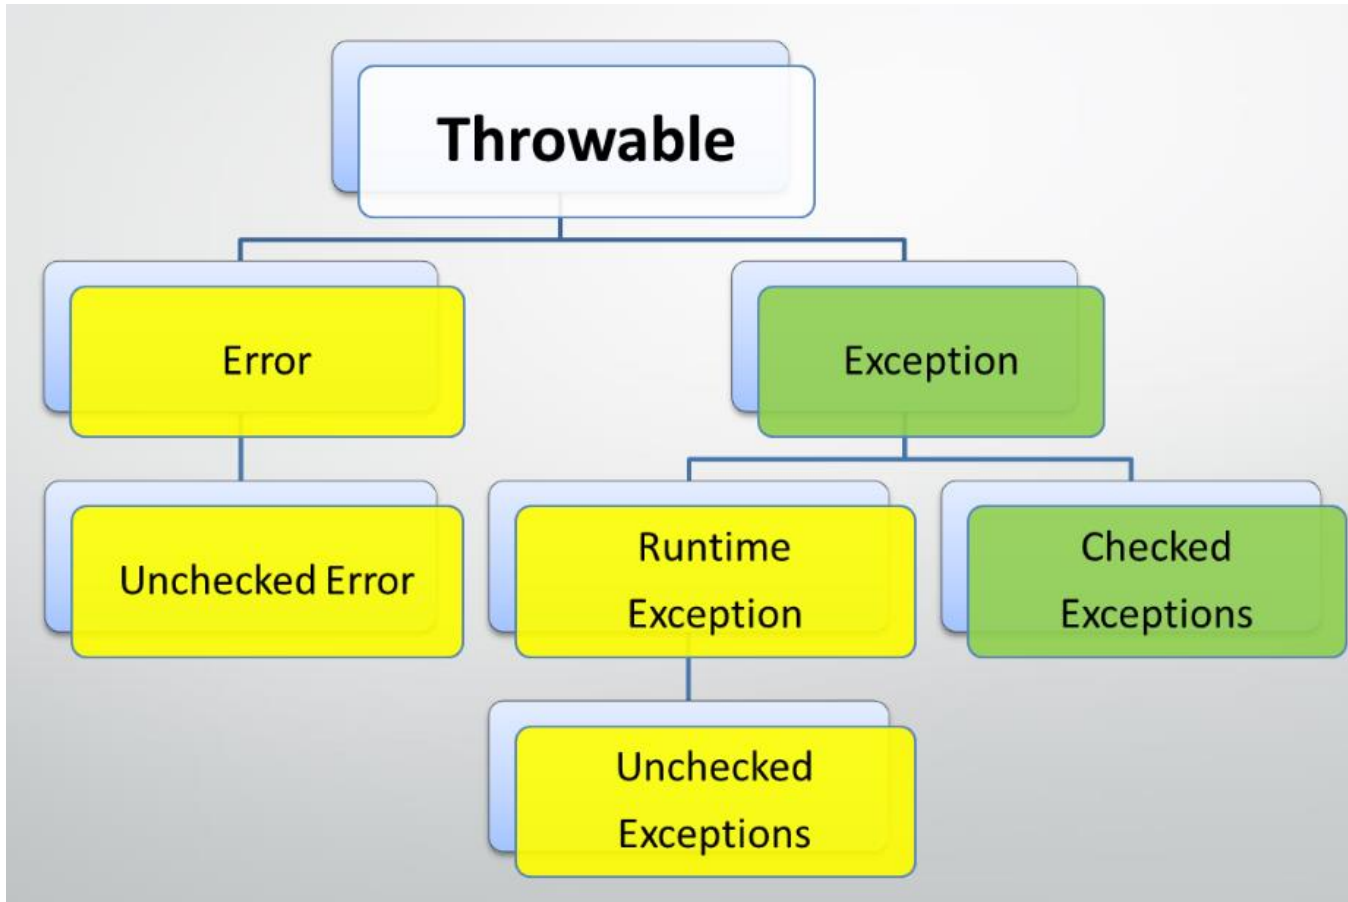 Throwable
Error
Exception
Unchecked Error
Runtime
Exception
Checked
Exceptions
Unchecked
Exceptions